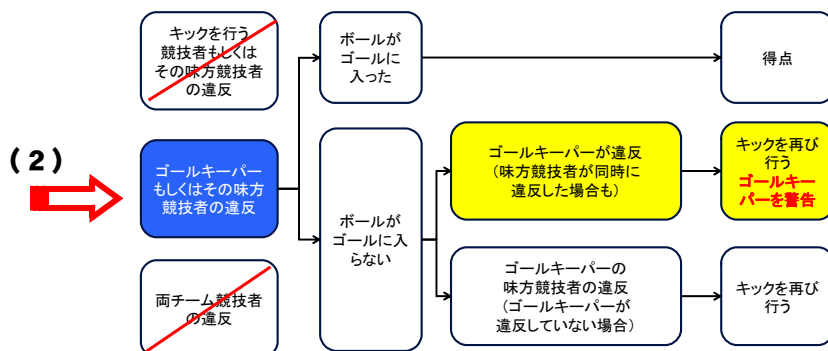 キックを行う
競技者もしくは
その味方競技者
の違反
ボールが
ゴールに
入った
得点
(2)
ゴールキーパー
もしくはその味方
競技者の違反
ボールが
ゴールに入
らない
ゴールキーパーが違反
(味方競技者が同時に
違反した場合も)
キックを再び
行う
ゴールキー
パーを警告
両チーム競技者
の違反
ゴールキーパーの
味方競技者の違反
(ゴールキーパーが
違反していない場合)
キックを再び
行う